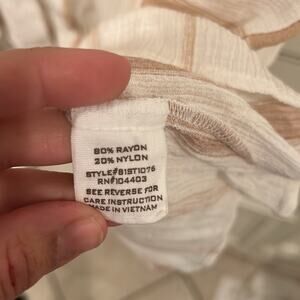 80% RAYON
20% NYLON
STYLE#81ST1076
RN#104403
SEE REVERSE FOR
CARE INSTRUCTION
MADE IN VIETNAM